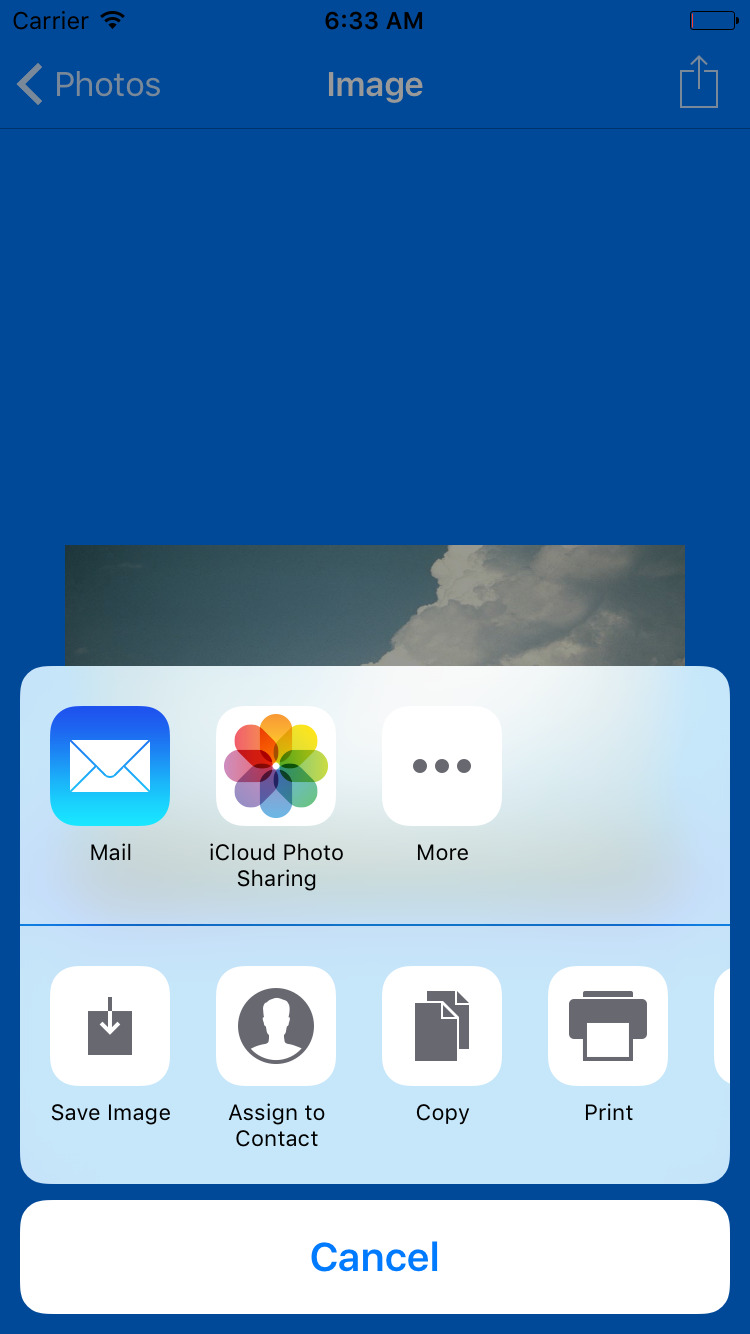 Carrier 6:33 AM
Photos Image
Mail
iCloud Photo
Sharing
More
Save Image
Assign to
Contact
Copy
Print
Cancel